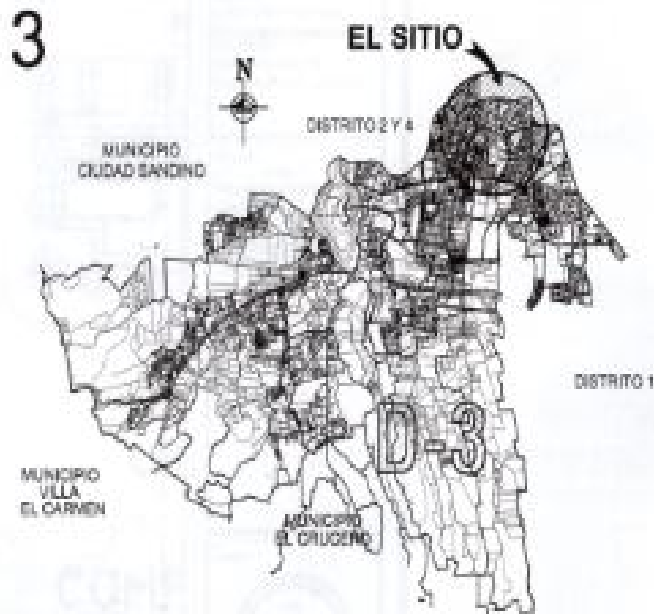 3
EL SITIO
N
DISTRITO 2 Y 4
MUNICIPIO
CIUDAD SANDINO
DISTRITO 1
D-3
MUNICIPIO
VILLA
EL CARMEN
MUNICIPIO
EL CRUCERO